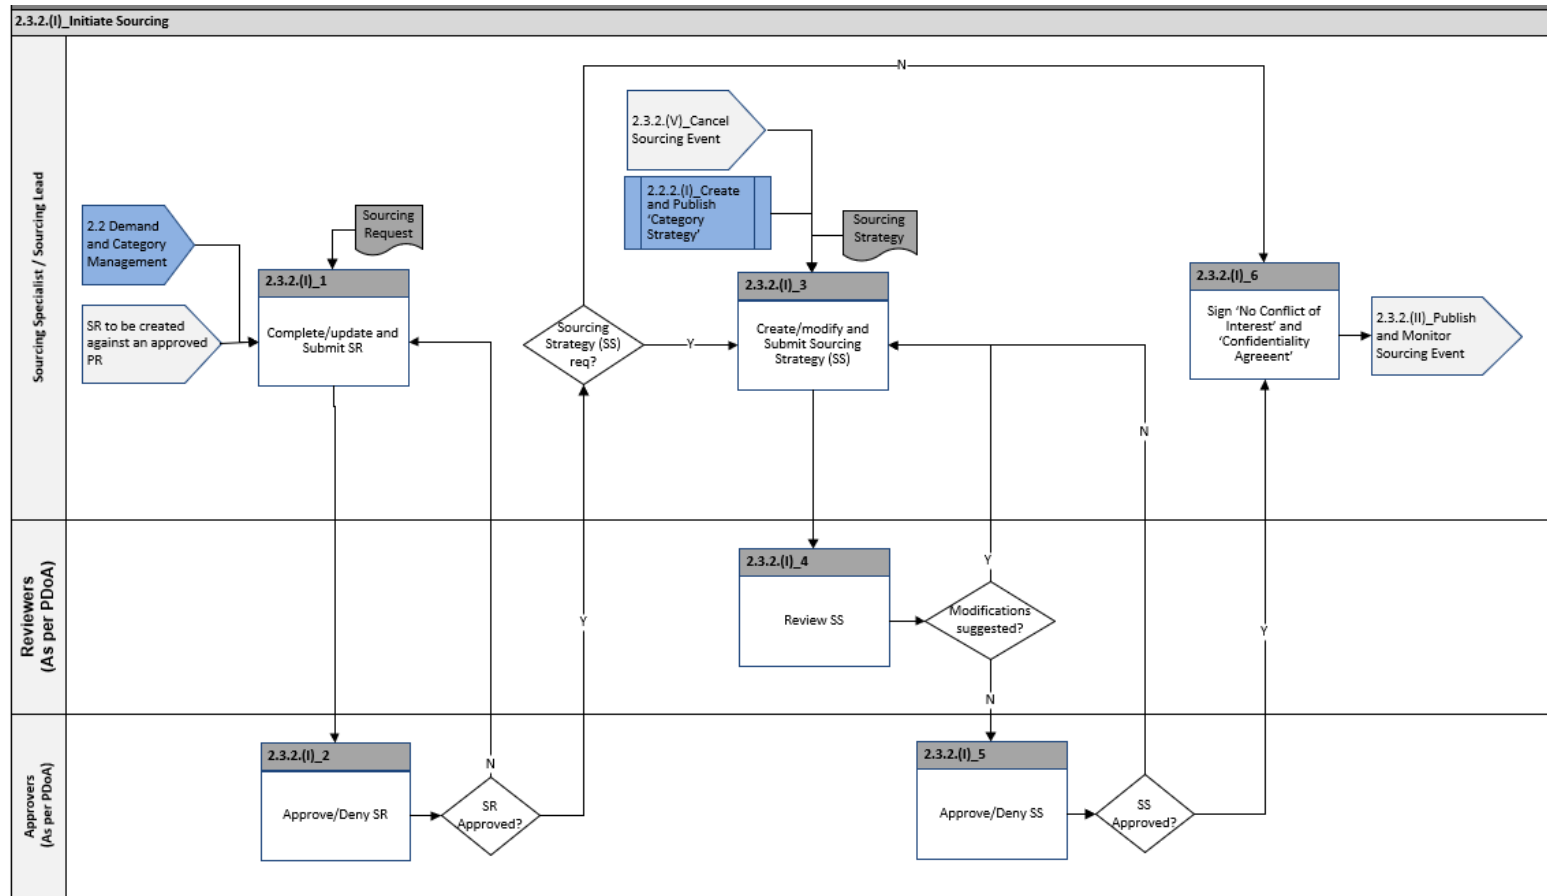 2.3.2.(I)_Initiate Sourcing
Sourcing Specialist / Sourcing Lead
2.2 Demand
and Category
Management
SR to be created
against an approved
PR
Sourcing
Request
2.3.2.(I)_1
Complete/update and
Submit SR
Sourcing
Strategy (SS)
req?
Y
N
2.3.2.(V)_Cancel
Sourcing Event
2.2.2.(I)_Create
and Publish
'Category
Strategy'
Sourcing
Strategy
2.3.2.(I)_3
Create/modify and
Submit Sourcing
Strategy (SS)
N
2.3.2.(I)_6
Sign 'No Conflict of
Interest' and
'Confidentiality
Agreeent'
2.3.2.(II)_Publish
and Monitor
Sourcing Event
Reviewers
(As per PDoA)
Y
2.3.2.(I)_4
Review SS
Y
Modifications
suggested?
N
Y
Approvers
(As per PDoA)
2.3.2.(I)_2
Approve/Deny SR
N
SR
Approved?
2.3.2.(I)_5
Approve/Deny SS
SS
Approved?